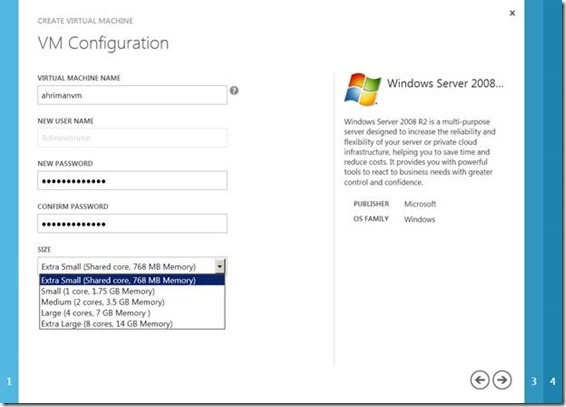 CREATE VIRTUAL MACHINE
VM Configuration
VIRTUAL MACHINE NAME
ahrimanvm
NEW USER NAME
Administrator
NEW PASSWORD
•••••••••••••
CONFIRM PASSWORD
•••••••••••••
SIZE
Extra Small (Shared core, 768 MB Memory)
Extra Small (Shared core, 768 MB Memory)
Small (1 core, 1.75 GB Memory)
Medium (2 cores, 3.5 GB Memory)
Large (4 cores, 7 GB Memory )
Extra Large (8 cores, 14 GB Memory)
Windows Server 2008...
Windows Server 2008 R2 is a multi-purpose
server designed to increase the reliability and
flexibility of your server or private cloud
infrastructure, helping you to save time and
reduce costs. It provides you with powerful
tools to react to business needs with greater
control and confidence.
PUBLISHER Microsoft
OS FAMILY Windows
1
3
4